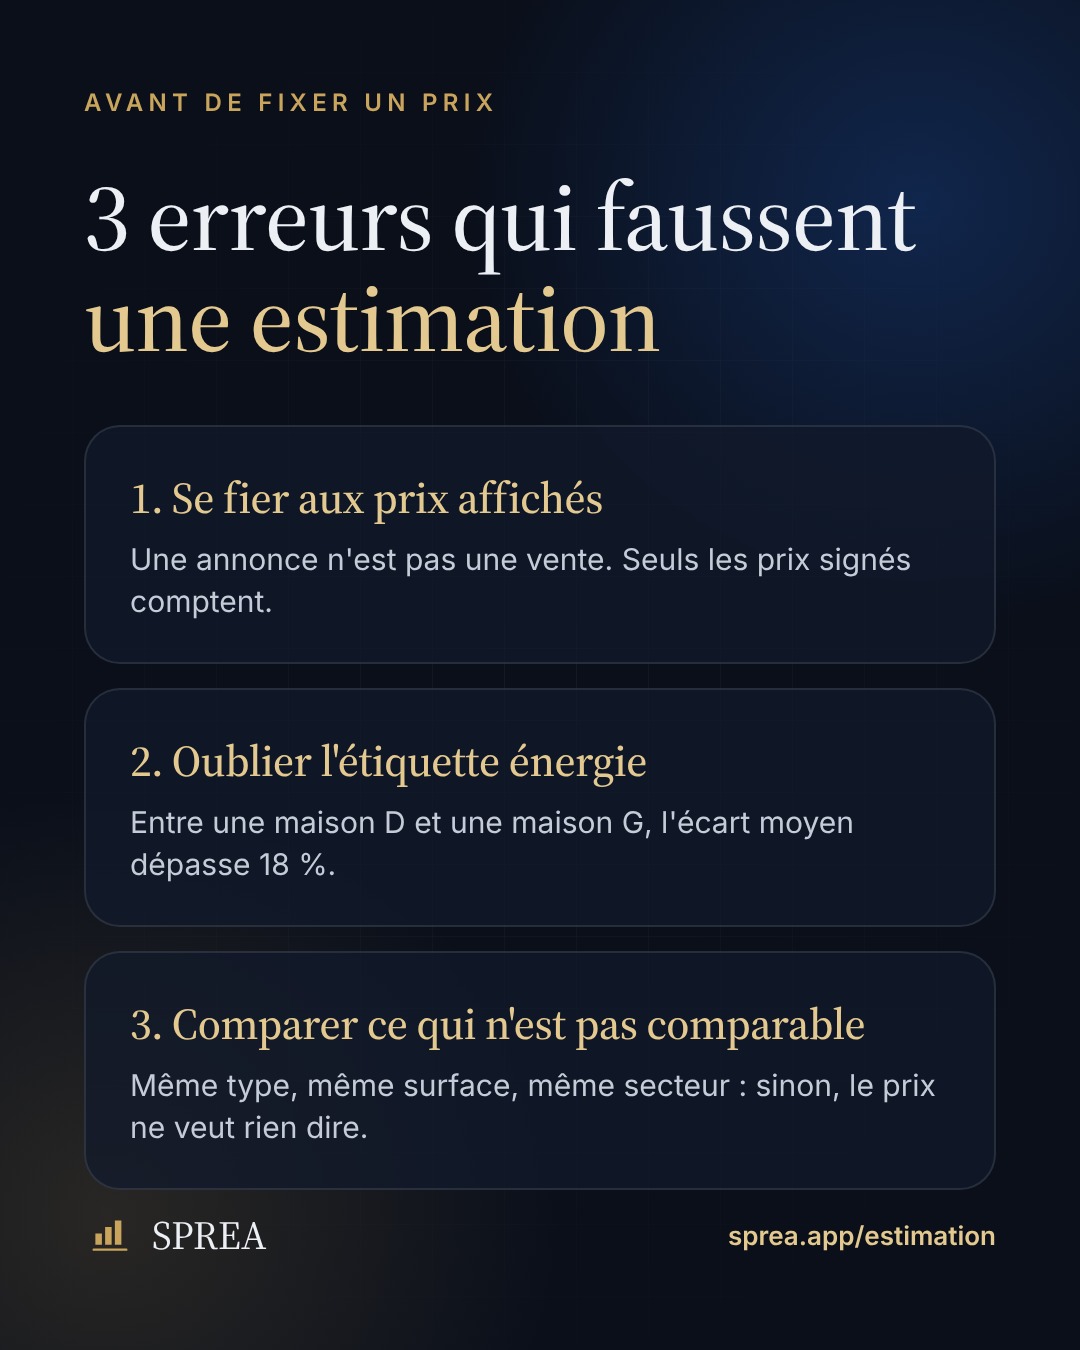 AVANT DE FIXER UN PRIX
3 erreurs qui faussent
une estimation
1. Se fier aux prix affichés
Une annonce n'est pas une vente. Seuls les prix signés
comptent.
2. Oublier l'étiquette énergie
Entre une maison D et une maison G, l'écart moyen
dépasse 18 %.
3. Comparer ce qui n'est pas comparable
Même type, même surface, même secteur : sinon, le prix
ne veut rien dire.
SPREA
sprea.app/estimation